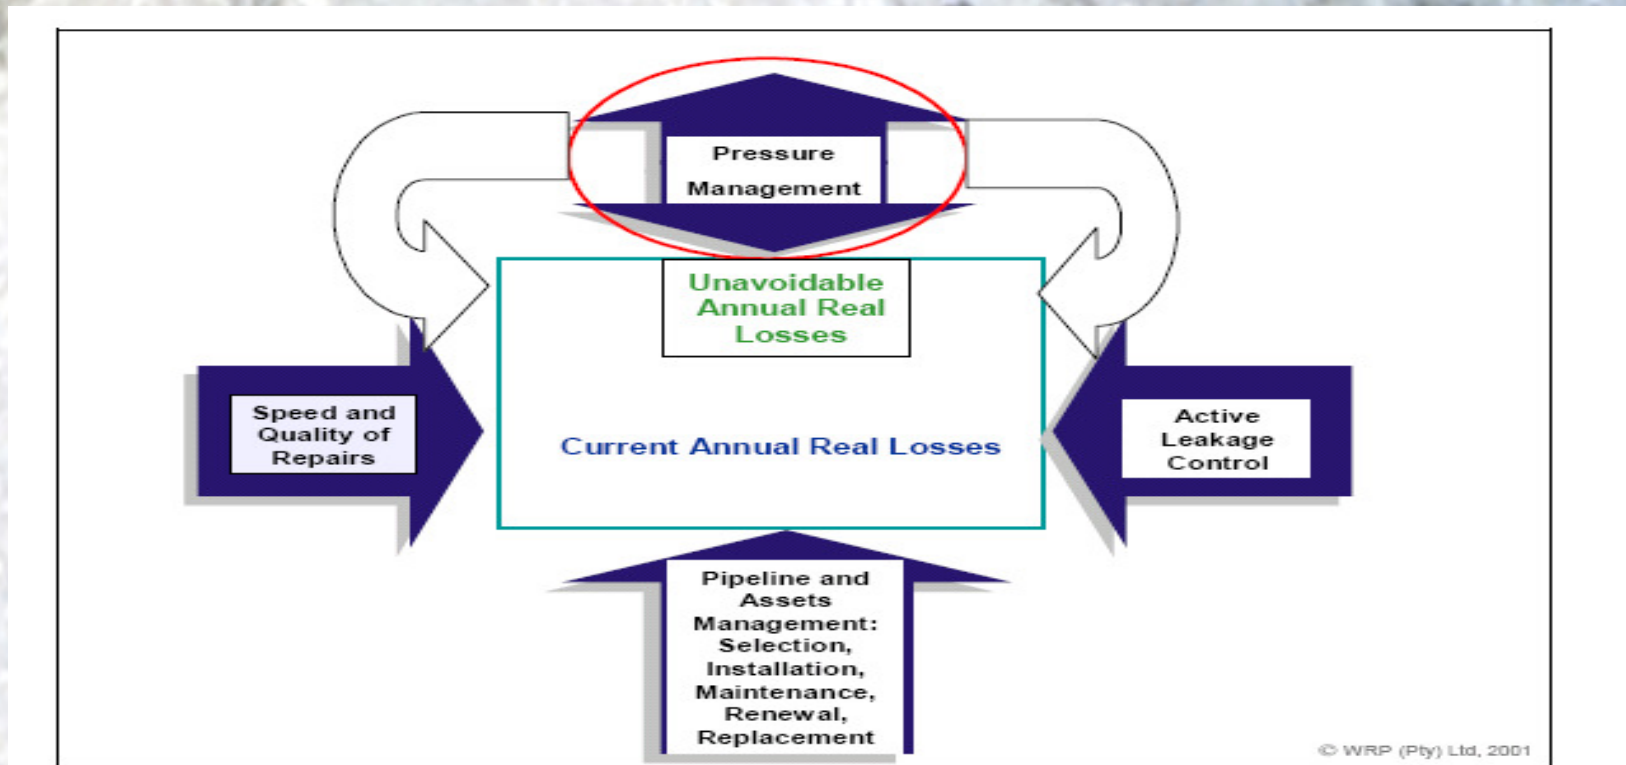 Pressure
Management
Unavoidable
Annual Real
Losses
Speed and
Quality of
Repairs
Current Annual Real Losses
Active
Leakage
Control
Pipeline and
Assets
Management:
Selection,
Installation,
Maintenance,
Renewal,
Replacement
© WRP (Pty) Ltd, 2001